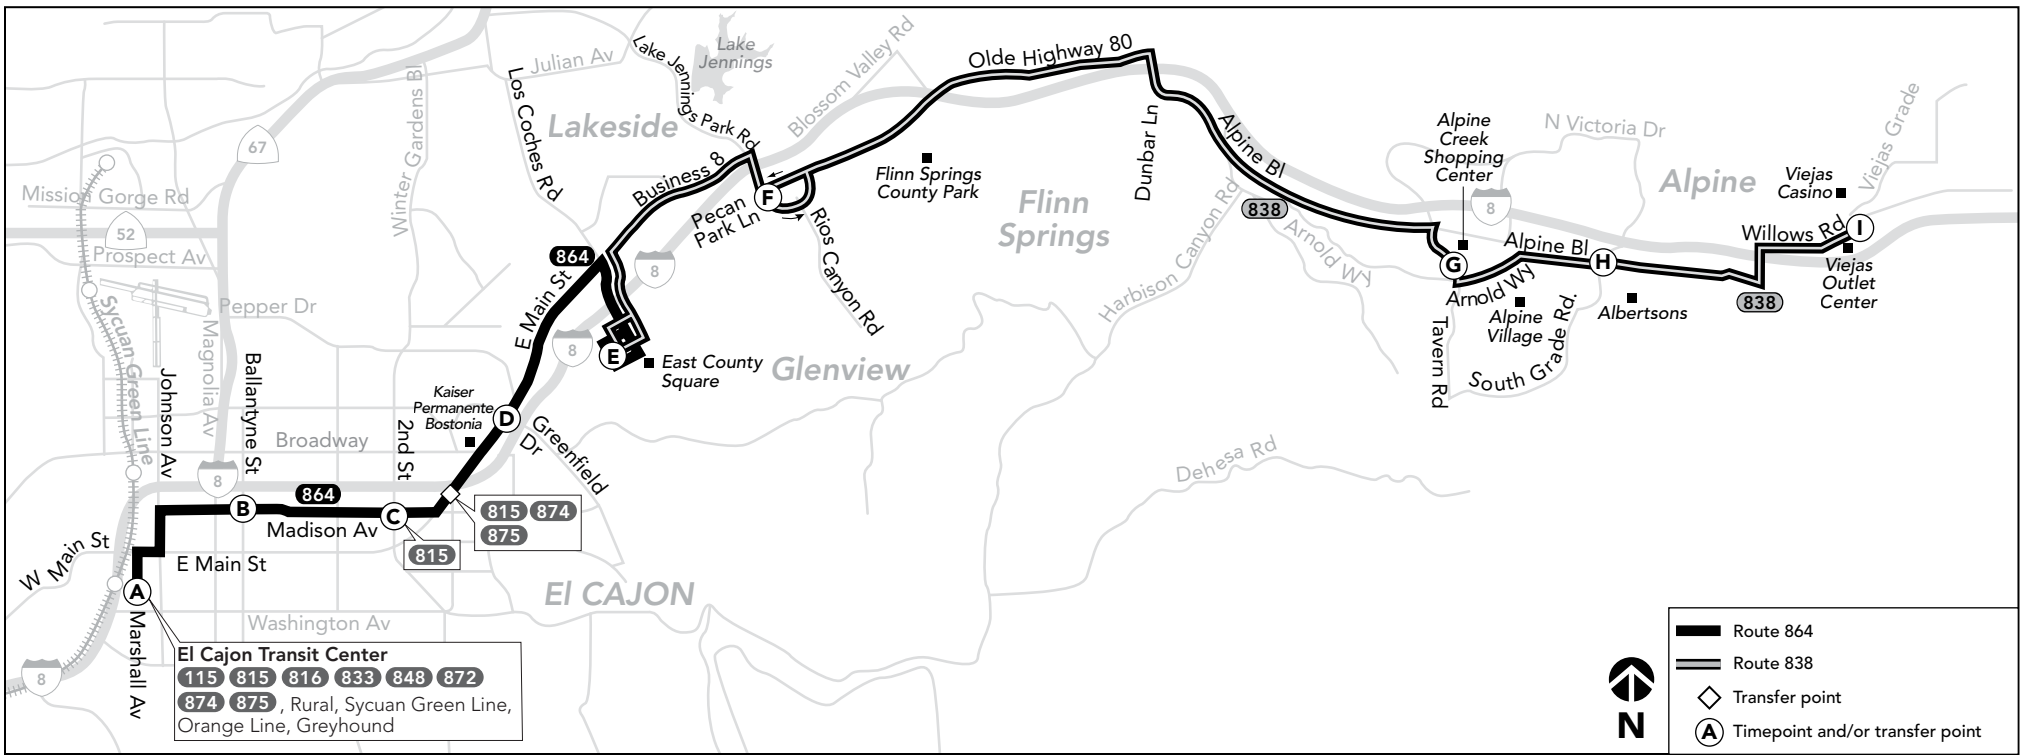 Julian Av
Lake Jennings Park Rd
Lake
Jennings
Blossom Valley Rd
Olde Highway 80
Los Coches Rd
Winter Gardens Bl
Lakeside
67
Business 8
Mission Gorge Rd
52
Prospect Av
Pepper Dr
Sycuan Green Line
Magnolia Av
Johnson Av
Ballantyne St
Pecan
Park Ln
F
Rios Canyon Rd
Flinn Springs
County Park
Flinn
Springs
Dunbar Ln
Alpine Bl
838
Harbison Canyon Rd
Arnold Wy
Alpine
Creek
Shopping
Center
N Victoria Dr
8
Alpine
Viejas
Casino
Viejas Grade
Willows Rd
I
Viejas
Outlet
Center
838
G
Alpine Bl
H
Arnold Wy
Alpine
Village
Albertsons
South Grade Rd.
Tavern Rd
864
E Main St
8
8
E
East County
Square
Glenview
Kaiser
Permanente
Bostonia
D
Greenfield
Dr
Broadway
2nd St
8
B
864
Madison Av
C
815
815 874
875
Dehesa Rd
W Main St
E Main St
A
Marshall Av
El CAJON
Washington Av
8
El Cajon Transit Center
115 815 816 833 848 872
874 875 , Rural, Sycuan Green Line,
Orange Line, Greyhound
N
Route 864
Route 838
Transfer point
A Timepoint and/or transfer point